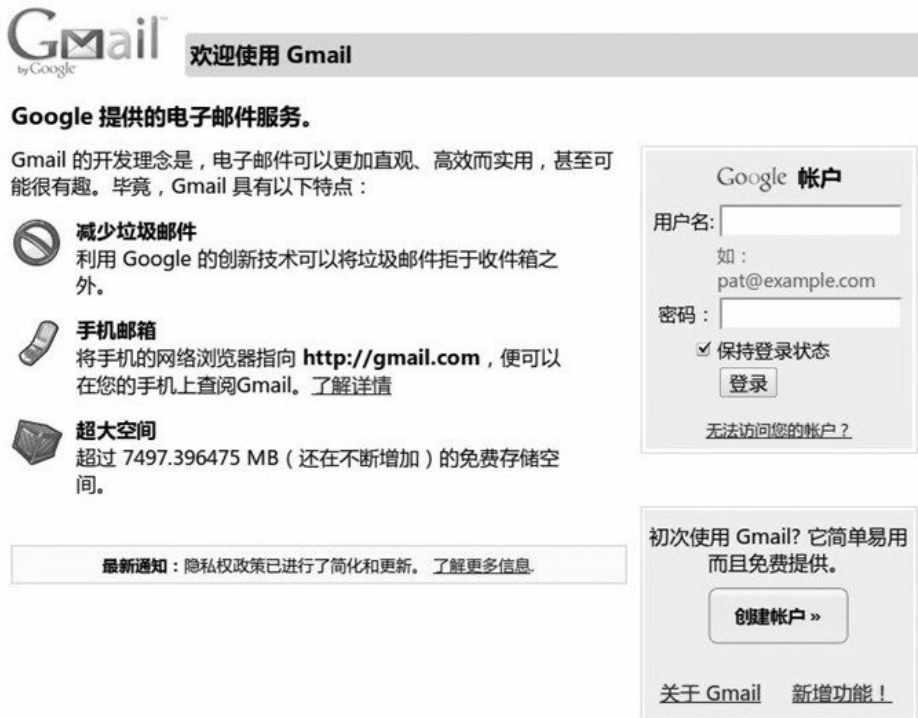 Gmail
by Google
欢迎使用 Gmail
Google 提供的电子邮件服务。
Gmail 的开发理念是，电子邮件可以更加直观、高效而实用，甚至可
能很有趣。毕竟，Gmail 具有以下特点：
减少垃圾邮件
利用 Google 的创新技术可以将垃圾邮件拒于收件箱之
外。
手机邮箱
将手机的网络浏览器指向 http://gmail.com，便可以
在您的手机上查阅Gmail。了解详情
超大空间
超过 7497.396475 MB（还在不断增加）的免费存储空
间。
最新通知：隐私权政策已进行了简化和更新。 了解更多信息.
Google 帐户
用户名:
如：
pat@example.com
密码：
保持登录状态
登录
无法访问您的帐户？
初次使用 Gmail? 它简单易用
而且免费提供。
创建帐户 »
关于 Gmail 新增功能！